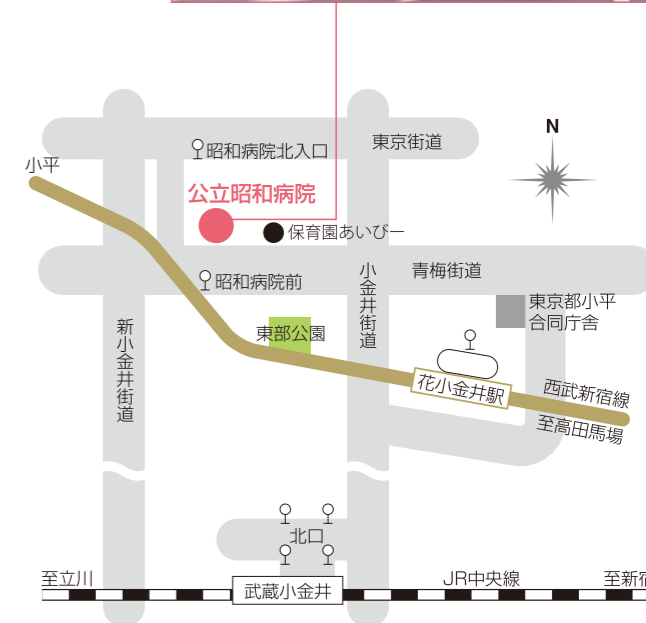 N
昭和病院北入口
東京街道
小平
公立昭和病院
保育園あいびー
昭和病院前
小金井街道
青梅街道
東京都小平
合同庁舎
新小金井街道
東部公園
花小金井駅
西武新宿線
至高田馬場
北口
至立川
武蔵小金井
JR中央線
至新宿